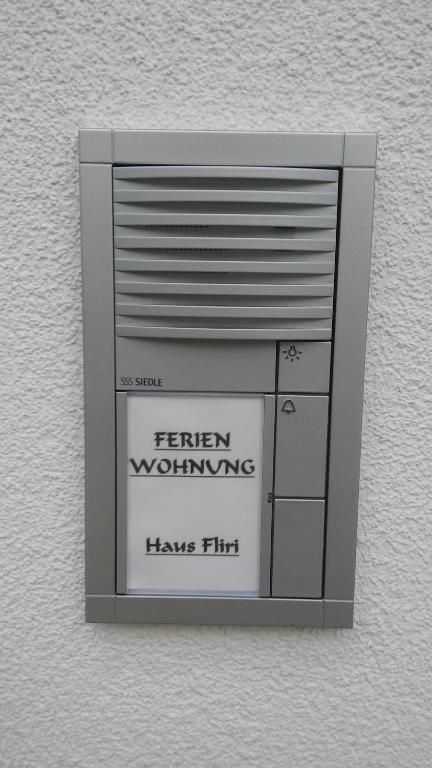 SSS SIEDLE
FERIEN
WOHNUNG
Haus Fliri